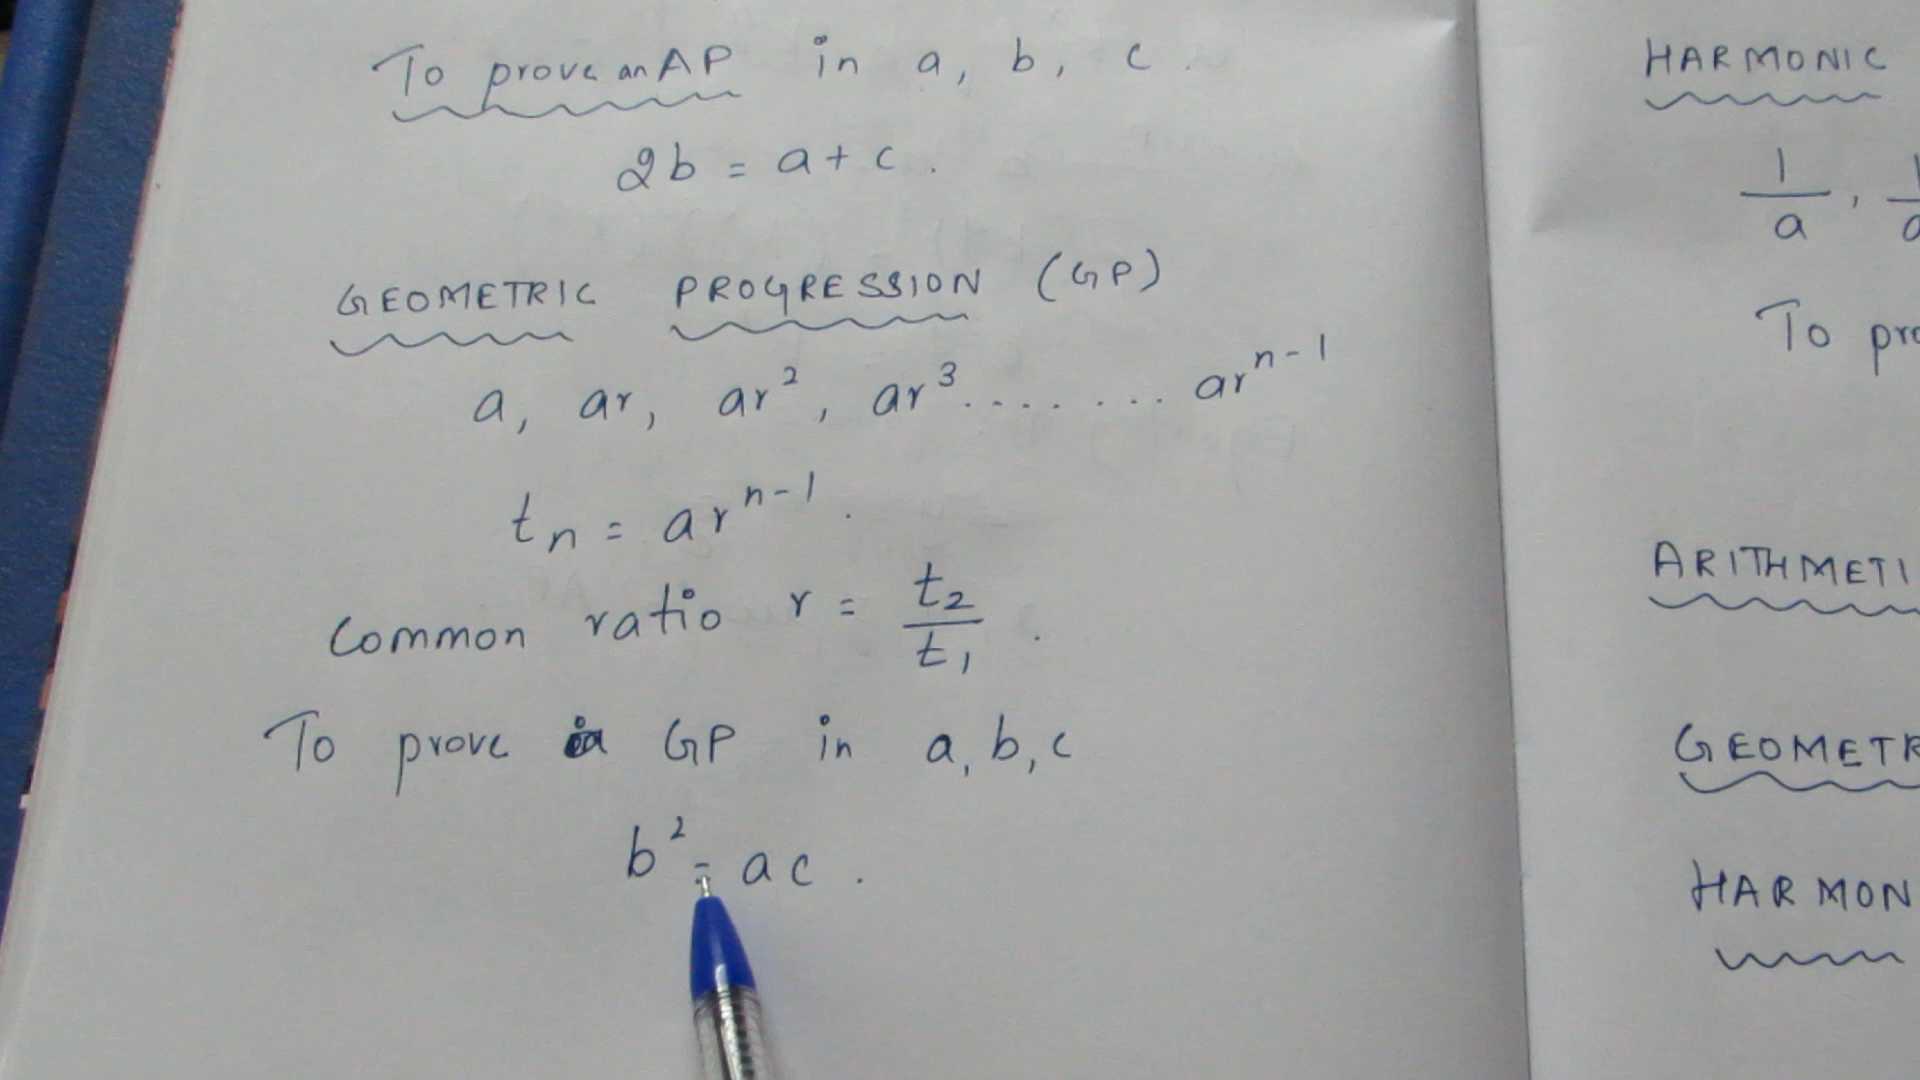 To prove an AP in a, b, c.
2b = a + c.
GEOMETRIC PROGRESSION (GP)
a, ar, ar², ar³ ........ arⁿ⁻¹
tₙ = arⁿ⁻¹.
Common ratio r = t₂/t₁.
To prove a GP in a, b, c
b² = ac.
HARMONIC
1/a,
To
ARITHMETI
GEOMETR
HARMON